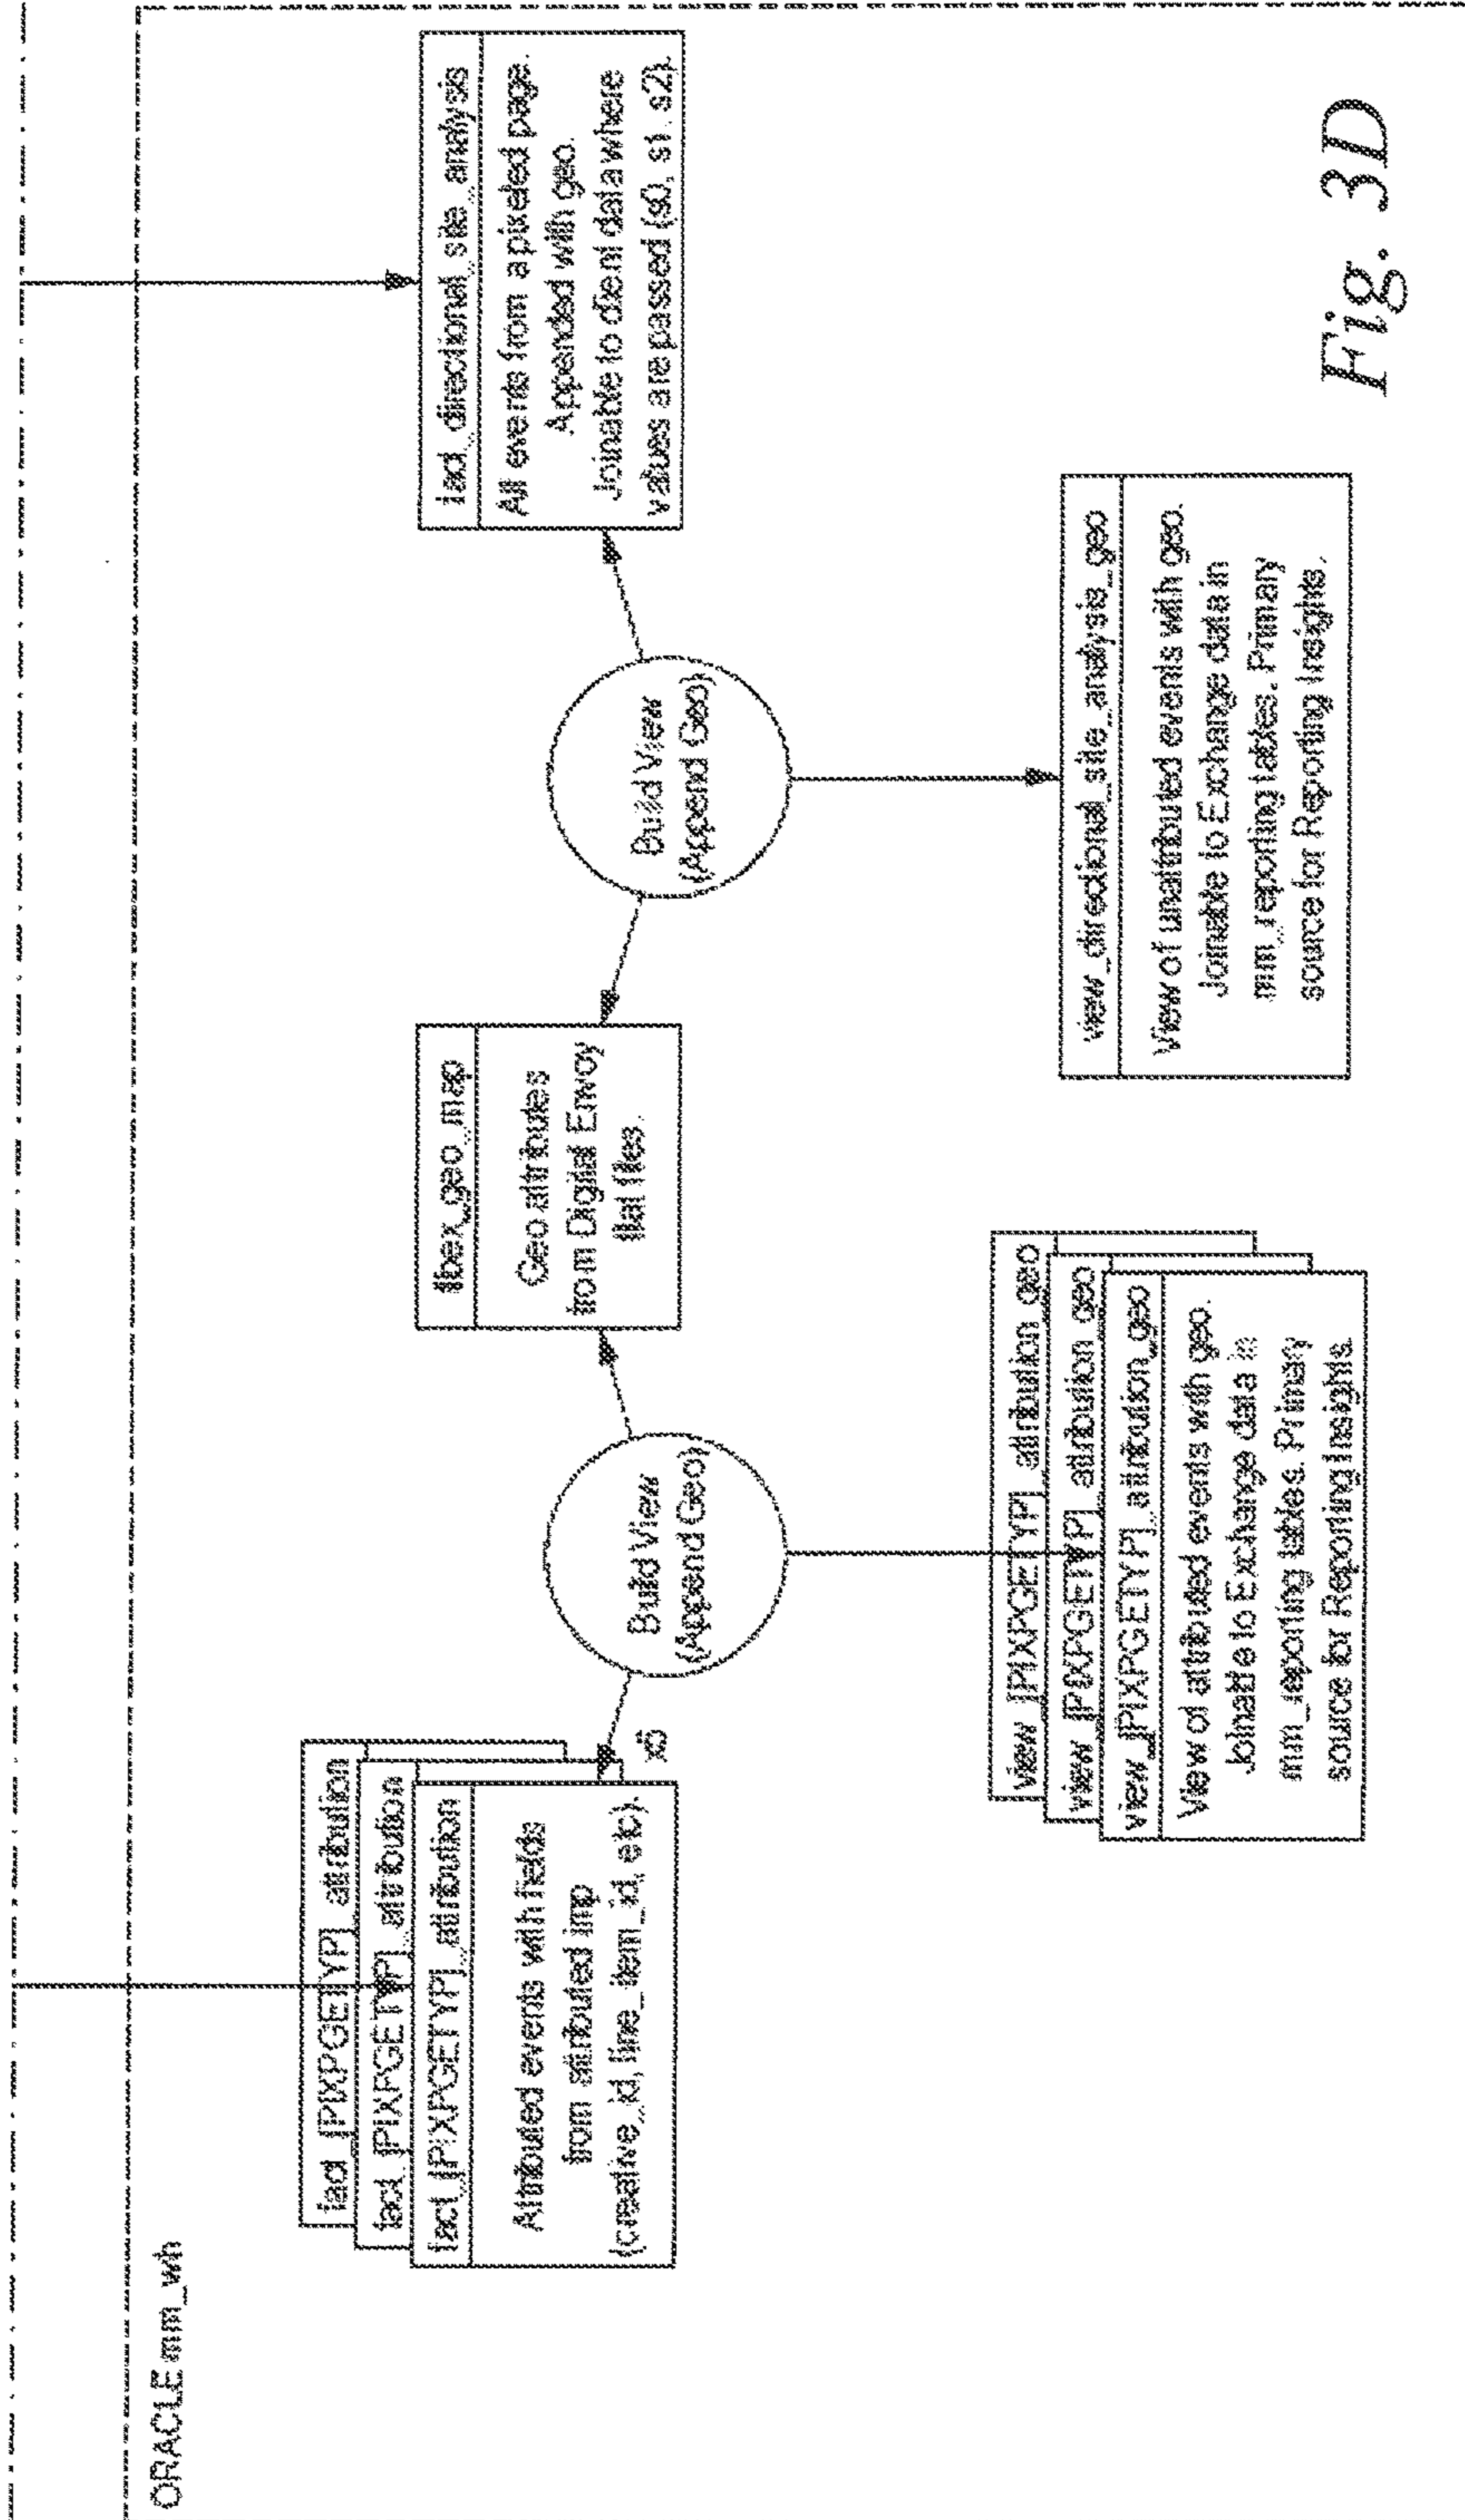 ORACLE mm_wh
fact_[PIXPGETYP]_attribution
fact_[PIXPGETYP]_attribution
fact_[PIXPGETYP]_attribution
Attributed events with fields
from attributed imp
(creative_id, line_item_id, etc).
Build View
(Append Geo)
ibex_geo_map
Geo attributes
from Digital Envoy
flat files.
Build View
(Append Geo)
fact_directional_site_analysis
All events from a pixeled page.
Appended with geo.
Joinable to client data where
values are passed (s0, s1, s2).
view_[PIXPGETYP]_attribution_geo
view_[PIXPGETYP]_attribution_geo
view_[PIXPGETYP]_attribution_geo
View of attributed events with geo.
Joinable to Exchange data in
mm_reporting tables. Primary
source for Reporting Insights.
view_directional_site_analysis_geo
View of unattributed events with geo.
Joinable to Exchange data in
mm_reporting tables. Primary
source for Reporting Insights.
Fig. 3D